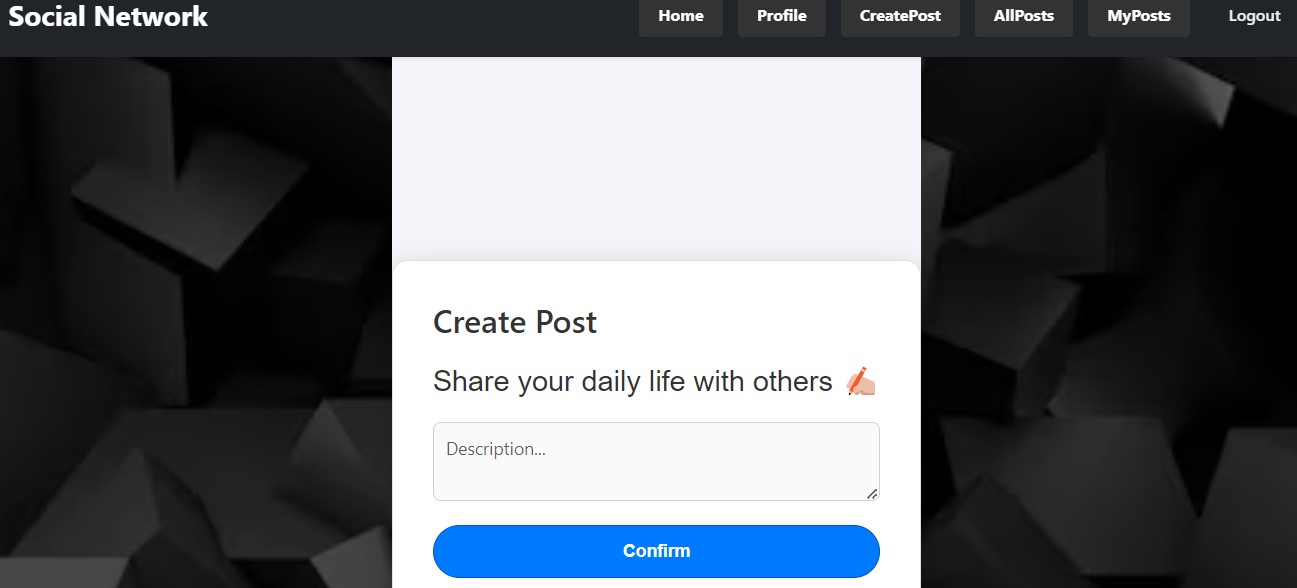 Social Network
Home Profile CreatePost AllPosts MyPosts Logout
Create Post
Share your daily life with others ✍🏻
Description...
Confirm